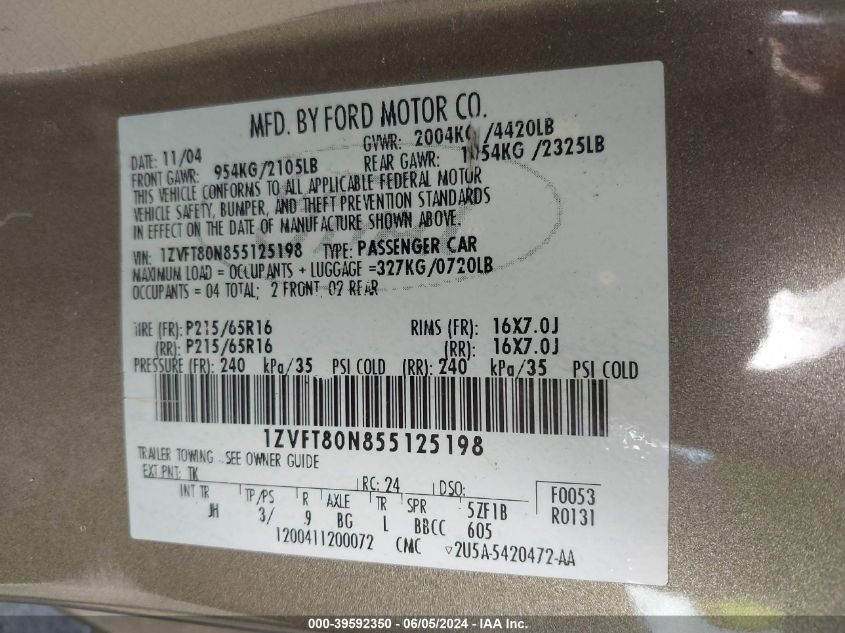 MFD. BY FORD MOTOR CO.
DATE: 11/04 GVWR: 2004KG /4420LB
FRONT GAWR: 954KG/2105LB REAR GAWR: 1054KG /2325LB
THIS VEHICLE CONFORMS TO ALL APPLICABLE FEDERAL MOTOR
VEHICLE SAFETY, BUMPER, AND THEFT PREVENTION STANDARDS
IN EFFECT ON THE DATE OF MANUFACTURE SHOWN ABOVE.
VIN: 1ZVFT80N855125198 TYPE: PASSENGER CAR
MAXIMUM LOAD = OCCUPANTS + LUGGAGE =327KG/0720LB
OCCUPANTS = 04 TOTAL; 2 FRONT, 02 REAR
TIRE (FR): P215/65R16 RIMS (FR): 16X7.0J
(RR): P215/65R16 (RR): 16X7.0J
PRESSURE (FR): 240 kPa/35 PSI COLD (RR): 240 kPa/35 PSI COLD
1ZVFT80N855125198
TRAILER TOWING - SEE OWNER GUIDE
EXT PNT: TK RC: 24 DSO: F0053
INT TR TP/PS R AXLE TR SPR 5ZF1B R0131
JH 3/ 9 BG L BBCC 605
1200411200072 CMC ▽2U5A-5420472-AA
000-39592350 - 06/05/2024 - IAA Inc.